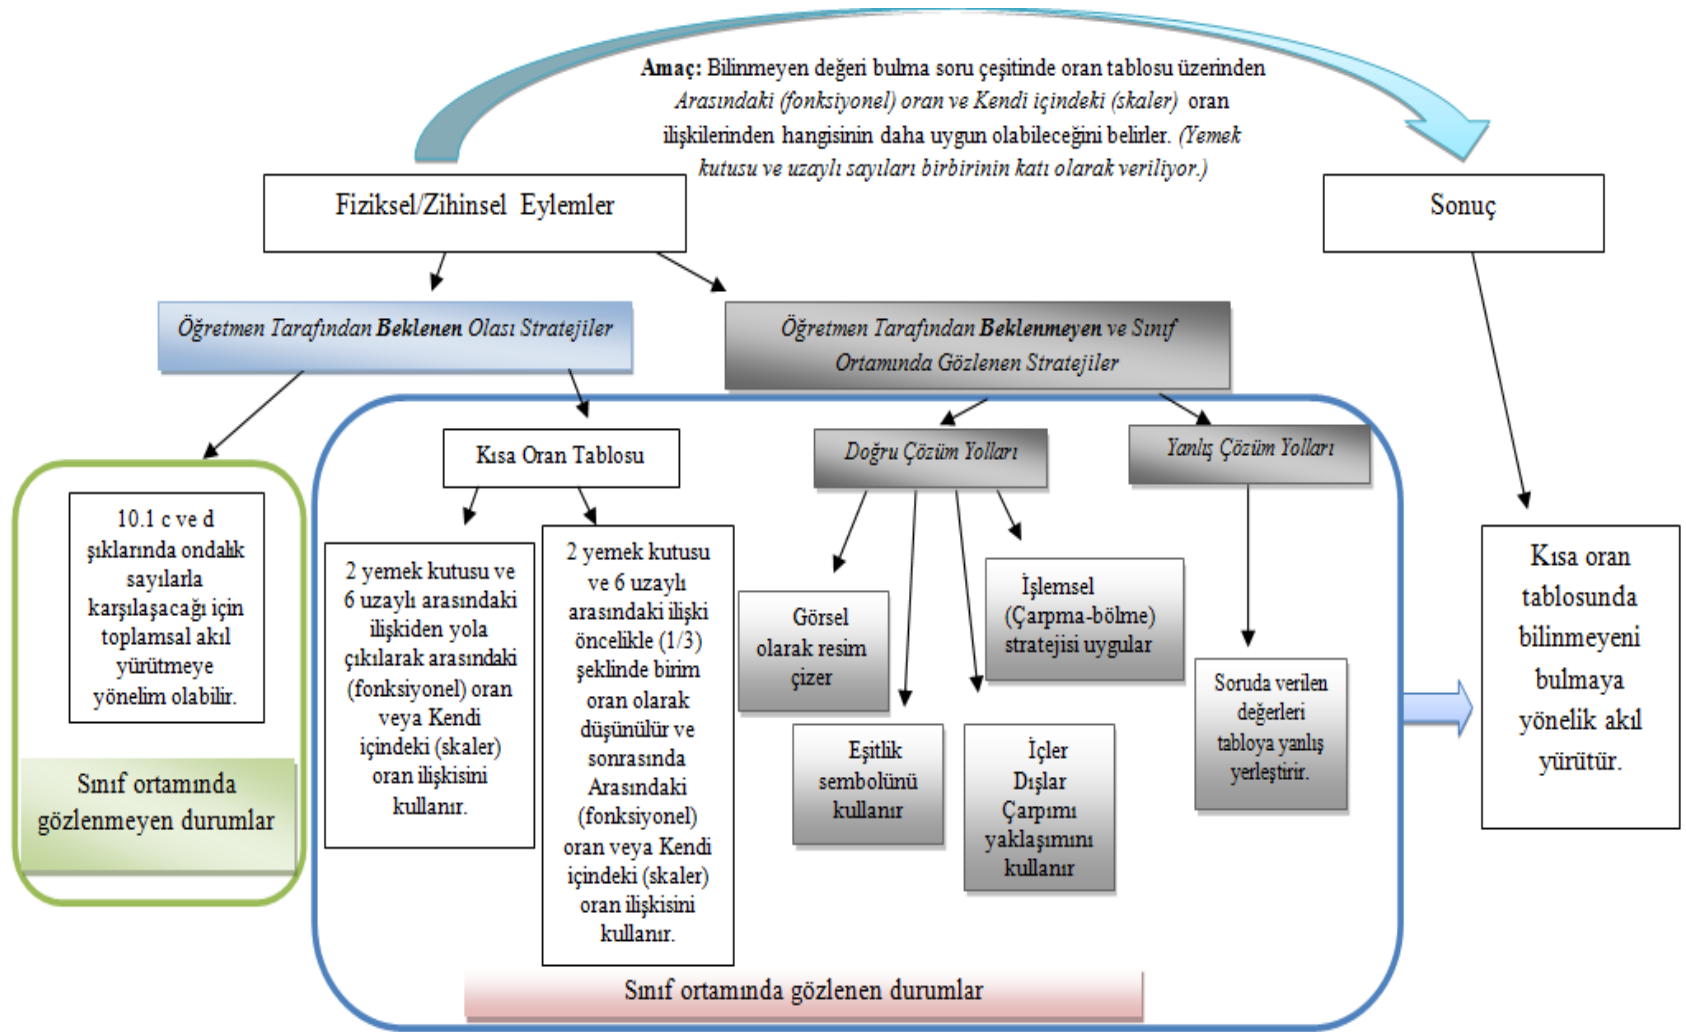 Amaç: Bilinmeyen değeri bulma soru çeşitinde oran tablosu üzerinden
Arasındaki (fonksiyonel) oran ve Kendi içindeki (skaler) oran
ilişkilerinden hangisinin daha uygun olabileceğini belirler. (Yemek
kutusu ve uzaylı sayıları birbirinin katı olarak veriliyor.)
Fiziksel/Zihinsel Eylemler
Sonuç
Öğretmen Tarafından Beklenen Olası Stratejiler
Öğretmen Tarafından Beklenmeyen ve Sınıf
Ortamında Gözlenen Stratejiler
Kısa Oran Tablosu
Doğru Çözüm Yolları
Yanlış Çözüm Yolları
10.1 c ve d
şıklarında ondalık
sayılarla
karşılaşacağı için
toplamsal akıl
yürütmeye
yönelim olabilir.
Sınıf ortamında
gözlenmeyen durumlar
2 yemek kutusu ve
6 uzaylı arasındaki
ilişkiden yola
çıkılarak arasındaki
(fonksiyonel) oran
veya Kendi
içindeki (skaler)
oran ilişkisini
kullanır.
2 yemek kutusu
ve 6 uzaylı
arasındaki ilişki
öncelikle (1/3)
şeklinde birim
oran olarak
düşünülür ve
sonrasında
Arasındaki
(fonksiyonel)
oran veya Kendi
içindeki (skaler)
oran ilişkisini
kullanır.
Görsel
olarak resim
çizer
Eşitlik
sembolünü
kullanır
İçler
Dışlar
Çarpımı
yaklaşımını
kullanır
İşlemsel
(Çarpma-bölme)
stratejisi uygular
Soruda verilen
değerleri
tabloya yanlış
yerleştirir.
Kısa oran
tablosunda
bilinmeyeni
bulmaya
yönelik akıl
yürütür.
Sınıf ortamında gözlenen durumlar